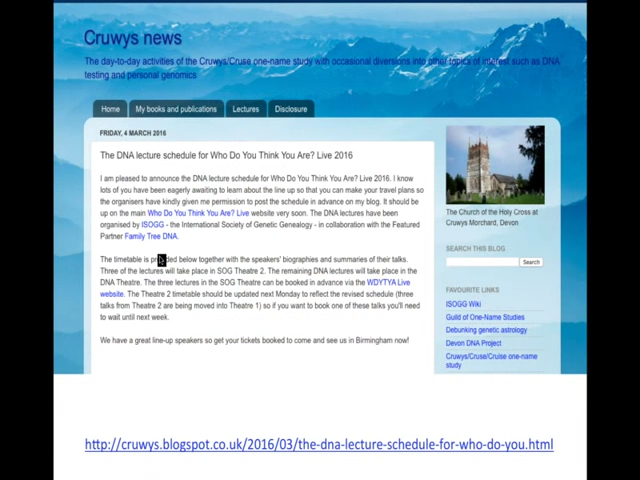 Cruwys news
The day-to-day activities of the Cruwys/Cruse one-name study with occasional diversions into other topics of interest such as DNA
testing and personal genomics
Home
My books and publications
Lectures
Disclosure
FRIDAY, 4 MARCH 2016
The DNA lecture schedule for Who Do You Think You Are? Live 2016
I am pleased to announce the DNA lecture schedule for Who Do You Think You Are? Live 2016. I know
lots of you have been eagerly awaiting to learn about the line up so that you can make your travel plans so
the organisers have kindly given me permission to post the schedule in advance on my blog. It should be
up on the main Who Do You Think You Are? Live website very soon. The DNA lectures have been
organised by ISOGG - the International Society of Genetic Genealogy - in collaboration with the Featured
Partner Family Tree DNA.
The timetable is below together with the speakers' biographies and summaries of their talks.
Three of the lectures will take place in SOG Theatre 2. The remaining DNA lectures will take place in the
DNA Theatre. The three lectures in the SOG Theatre can be booked in advance via the WDYTYA Live
website. The Theatre 2 timetable should be updated next Monday to reflect the revised schedule (three
talks from Theatre 2 are being moved into Theatre 1) so if you want to book one of these talks you'll need
to wait until next week.
We have a great line-up speakers so get your tickets booked to come and see us in Birmingham now!
The Church of the Holy Cross at
Cruwys Morchard, Devon
SEARCH THIS BLOG
Search
FAVOURITE LINKS
ISOGG Wiki
Guild of One-Name Studies
Debunking genetic astrology
Devon DNA Project
Cruwys/Cruse/Cruise one-name
study
http://cruwys.blogspot.co.uk/2016/03/the-dna-lecture-schedule-for-who-do-you.html